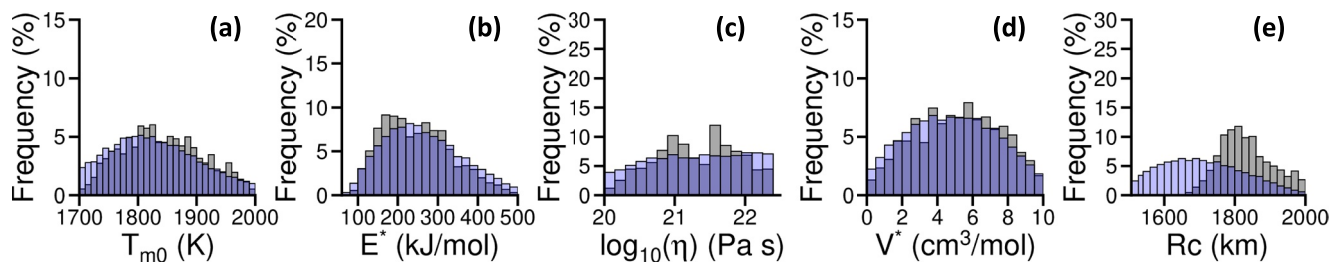 (a) (b) (c) (d) (e)
Frequency (%) Frequency (%) Frequency (%) Frequency (%) Frequency (%)
15 20 30 15 30
25 25
15
10 20 10 20
10 15 15
5 10 5 10
5 5 5
0 0 0 0 0
1700 1800 1900 2000 100 200 300 400 500 20 21 22 0 2 4 6 8 10 1600 1800 2000
Tm0 (K) E* (kJ/mol) log10(η) (Pa s) V* (cm3/mol) Rc (km)